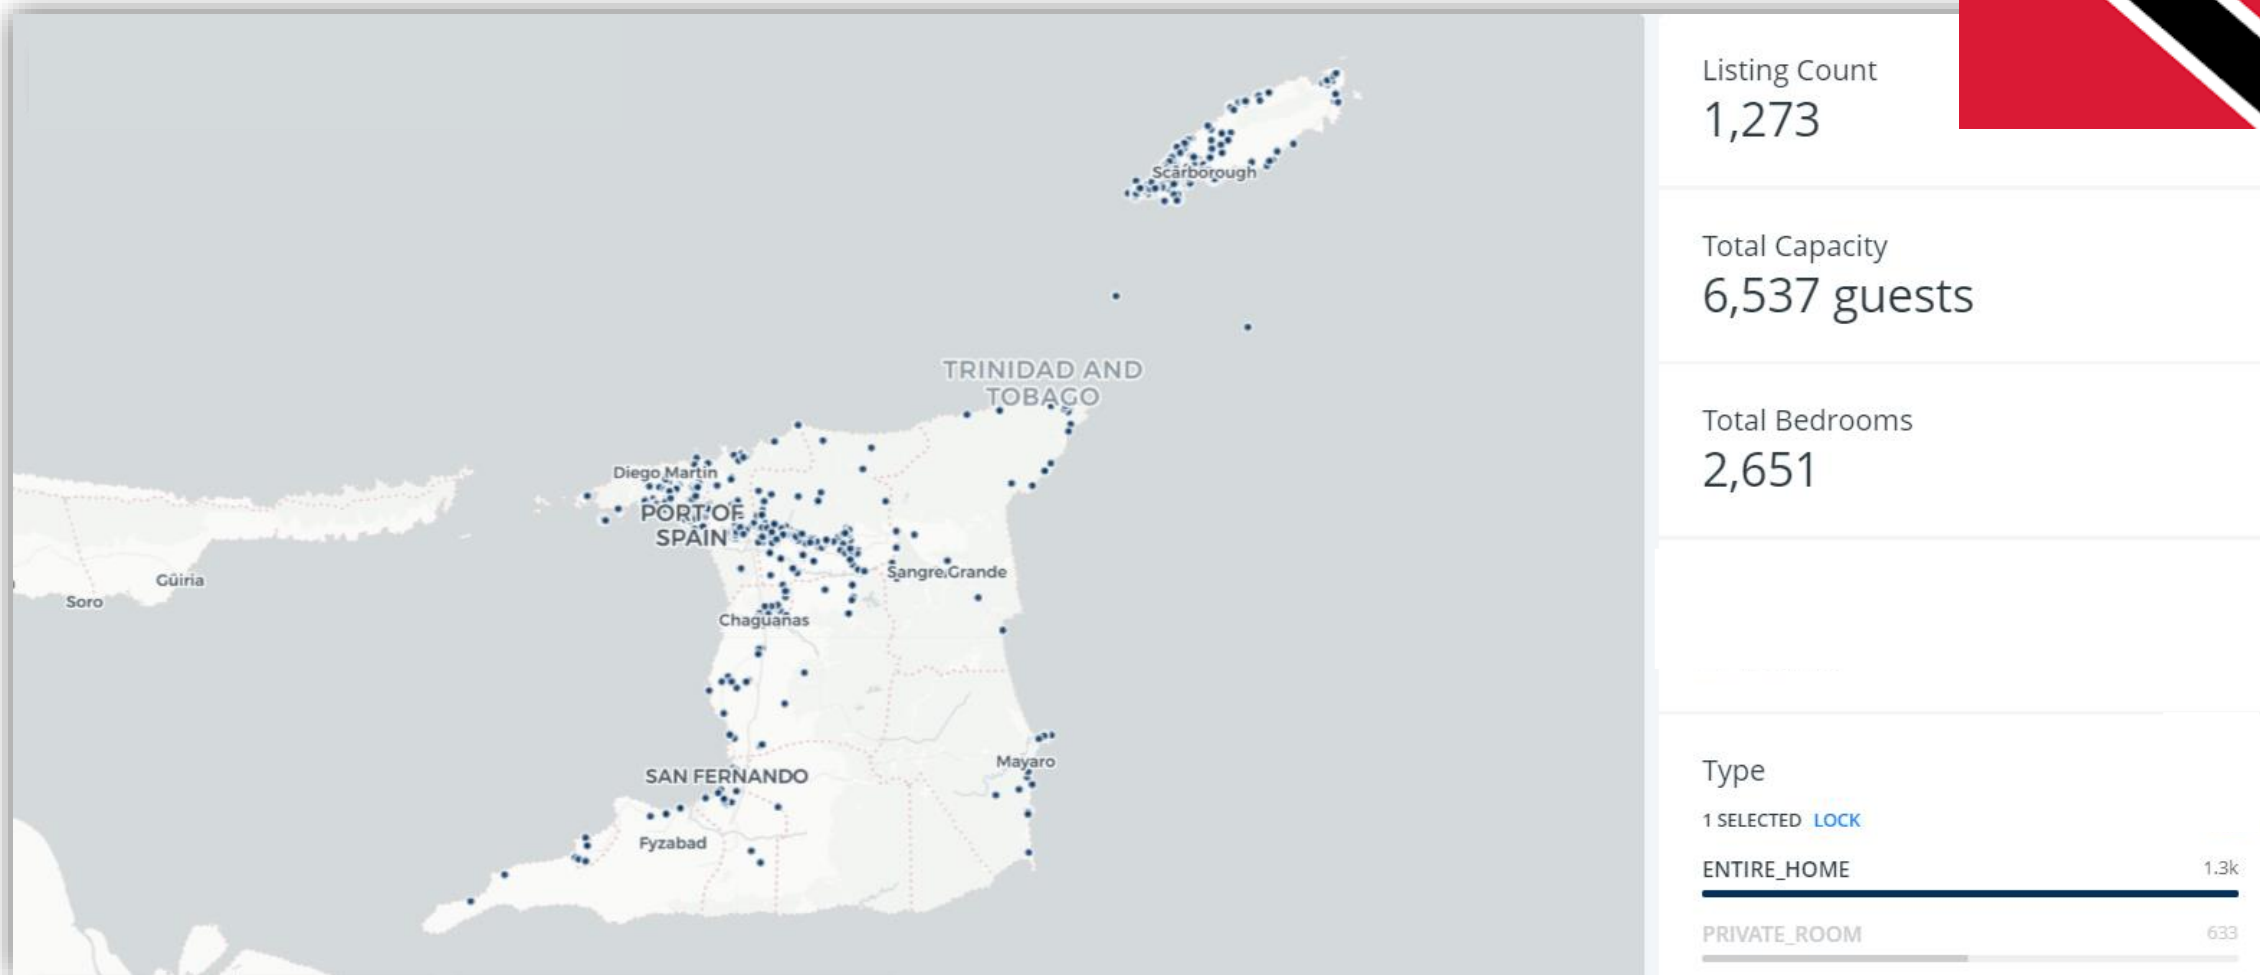 Listing Count
1,273
Total Capacity
6,537 guests
Total Bedrooms
2,651
Type
1 SELECTED LOCK
ENTIRE_HOME 1.3k
PRIVATE_ROOM 633
Scarborough
TRINIDAD AND
TOBAGO
Diego Martin
PORT OF
SPAIN
Sangre Grande
Güiria
Soro
Chaguanas
Mayaro
SAN FERNANDO
Fyzabad